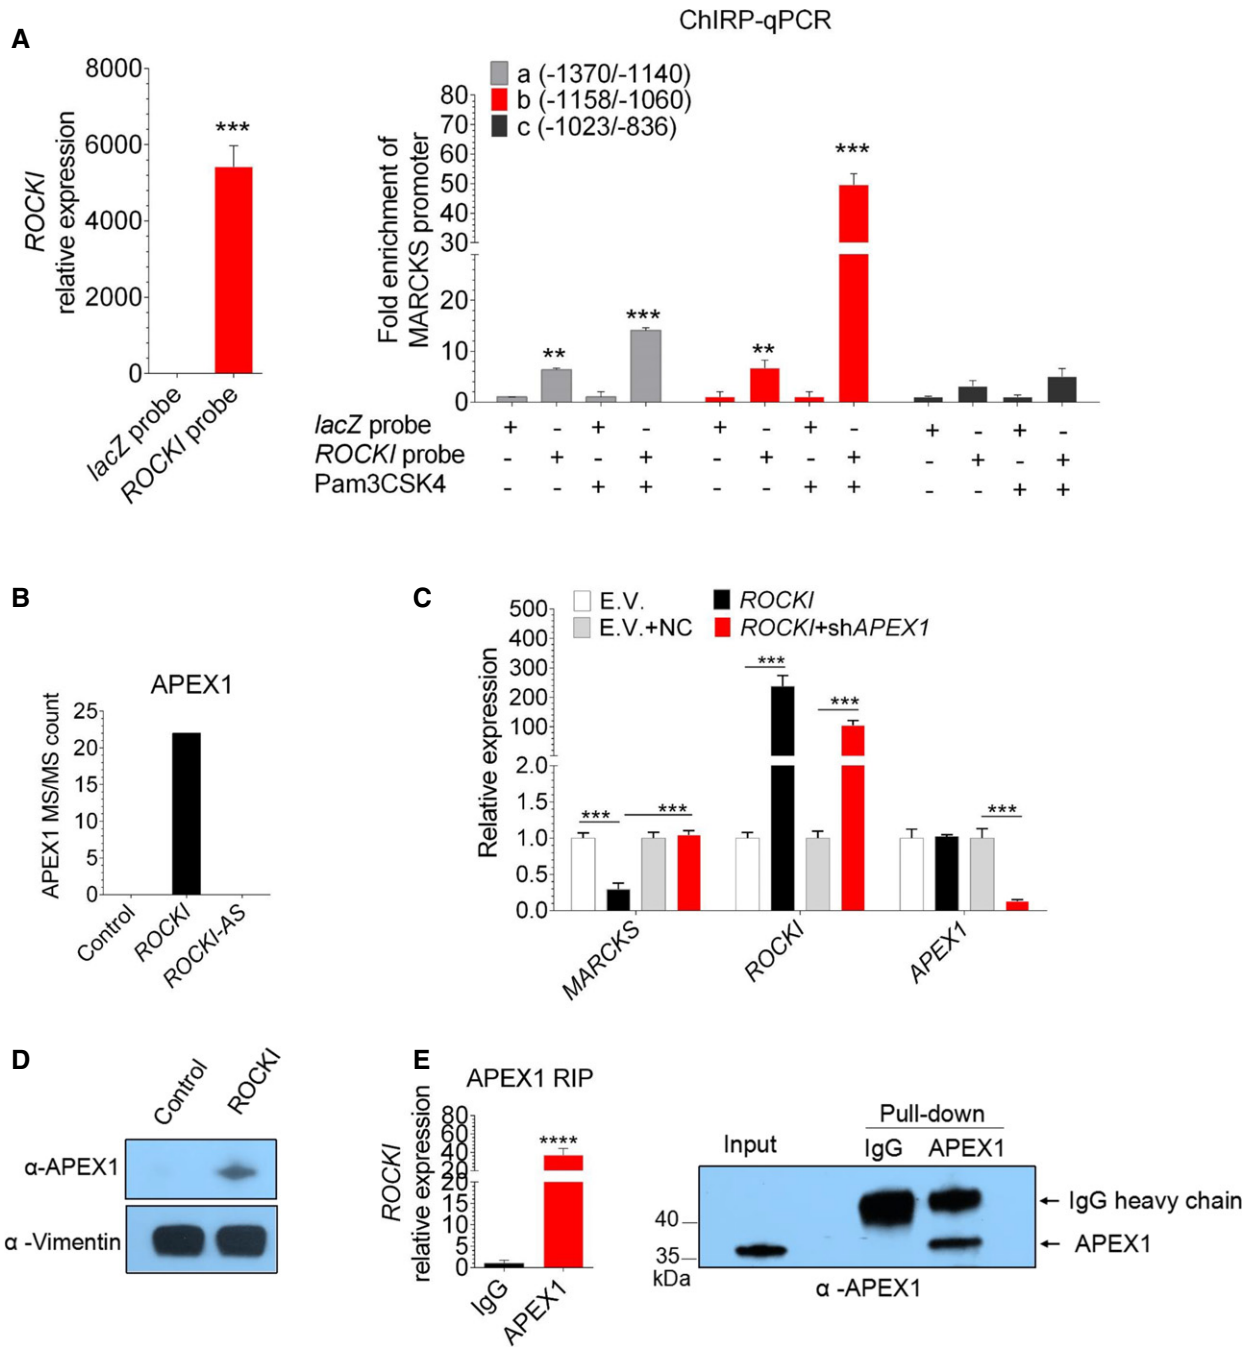 A
ROCKI
relative expression
8000
6000
4000
2000
0
***
lacZ probe
ROCKI probe
ChIRP-qPCR
a (-1370/-1140)
b (-1158/-1060)
c (-1023/-836)
Fold enrichment of
MARCKS promoter
80
70
60
50
40
30
20
10
0
** *** ** ***
lacZ probe + - + - + - + - + - + -
ROCKI probe - + - + - + - + - + - +
Pam3CSK4 - - + + - - + + - - + +
B
APEX1
APEX1 MS/MS count
25
20
15
10
5
0
Control
ROCKI
ROCKI-AS
C
E.V. ROCKI
E.V.+NC ROCKI+shAPEX1
Relative expression
500
400
300
200
100
2.0
1.5
1.0
0.5
0.0
*** *** *** *** ***
MARCKS
ROCKI
APEX1
D
Control
ROCKI
α-APEX1
α -Vimentin
E
APEX1 RIP
ROCKI
relative expression
80
60
40
20
20
15
10
5
0
****
IgG
APEX1
Pull-down
Input IgG APEX1
40
35
kDa
IgG heavy chain
APEX1
α -APEX1